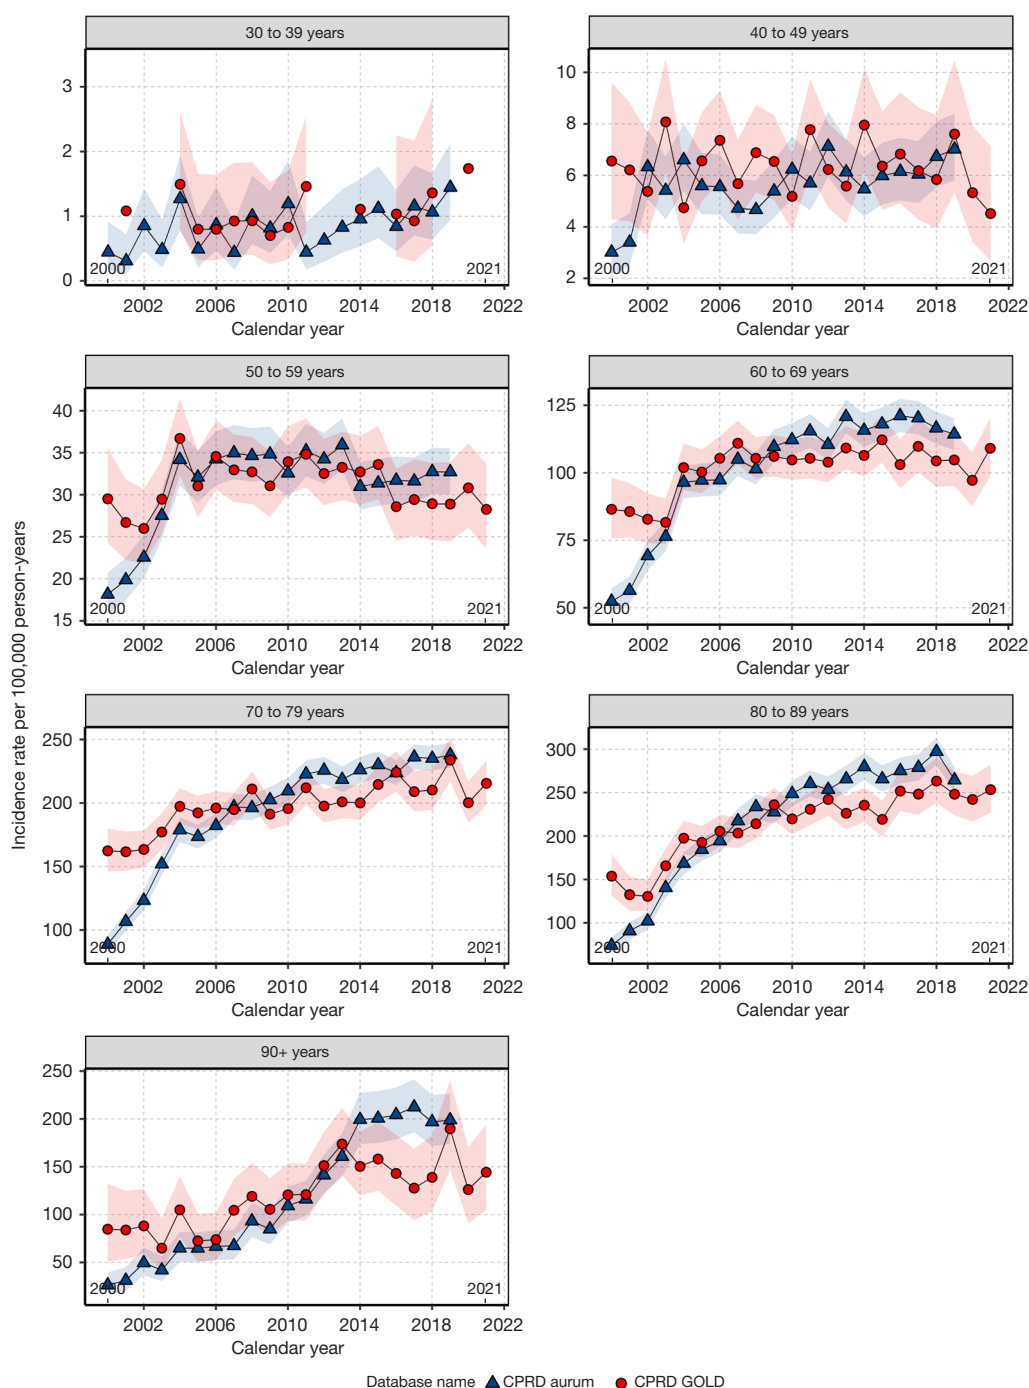 30 to 39 years
3
2
1
0
2000
2021
2002 2006 2010 2014 2018 2022
Calendar year
40 to 49 years
10
8
6
4
2
2000
2021
2002 2006 2010 2014 2018 2022
Calendar year
Incidence rate per 100,000 person-years
50 to 59 years
40
35
30
25
20
15
2000
2021
2002 2006 2010 2014 2018 2022
Calendar year
60 to 69 years
125
100
75
50
2000
2021
2002 2006 2010 2014 2018 2022
Calendar year
70 to 79 years
250
200
150
100
2000
2021
2002 2006 2010 2014 2018 2022
Calendar year
80 to 89 years
300
250
200
150
100
2000
2021
2002 2006 2010 2014 2018 2022
Calendar year
90+ years
250
200
150
100
50
2000
2021
2002 2006 2010 2014 2018 2022
Calendar year
Database name CPRD aurum CPRD GOLD